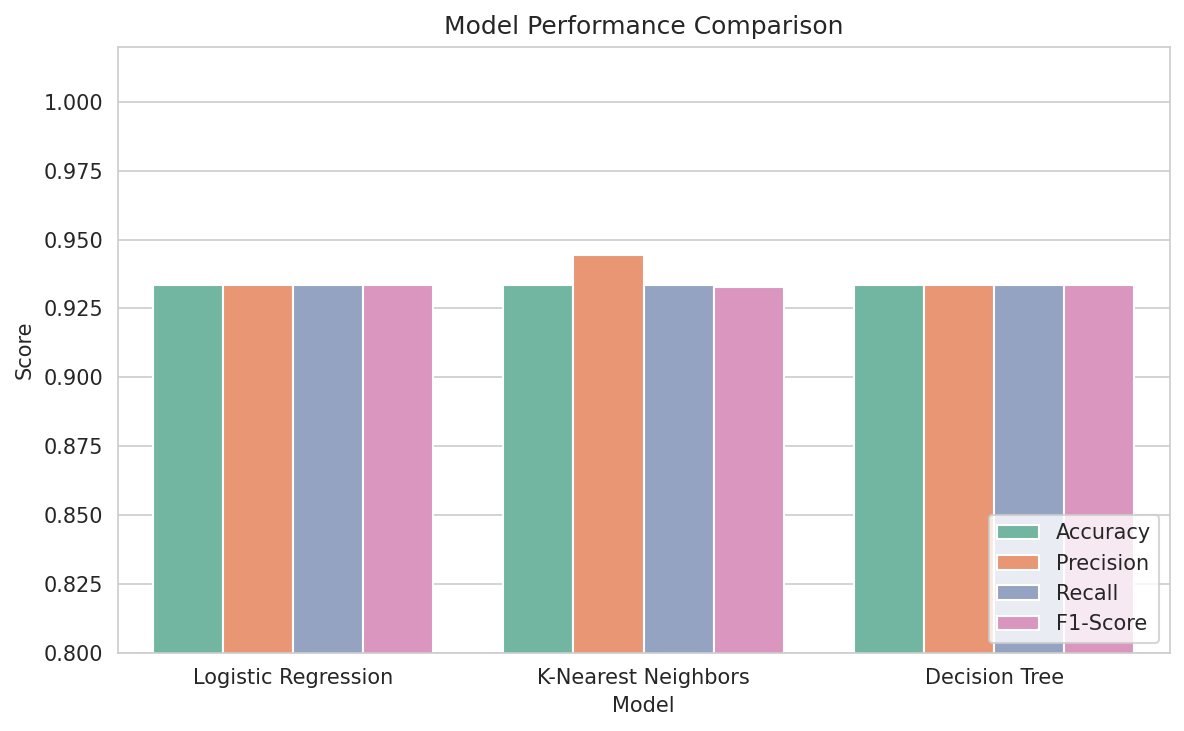 Model Performance Comparison
1.000
0.975
0.950
0.925
0.900
0.875
0.850
0.825
0.800
Score
Logistic Regression
K-Nearest Neighbors
Decision Tree
Model
Accuracy
Precision
Recall
F1-Score